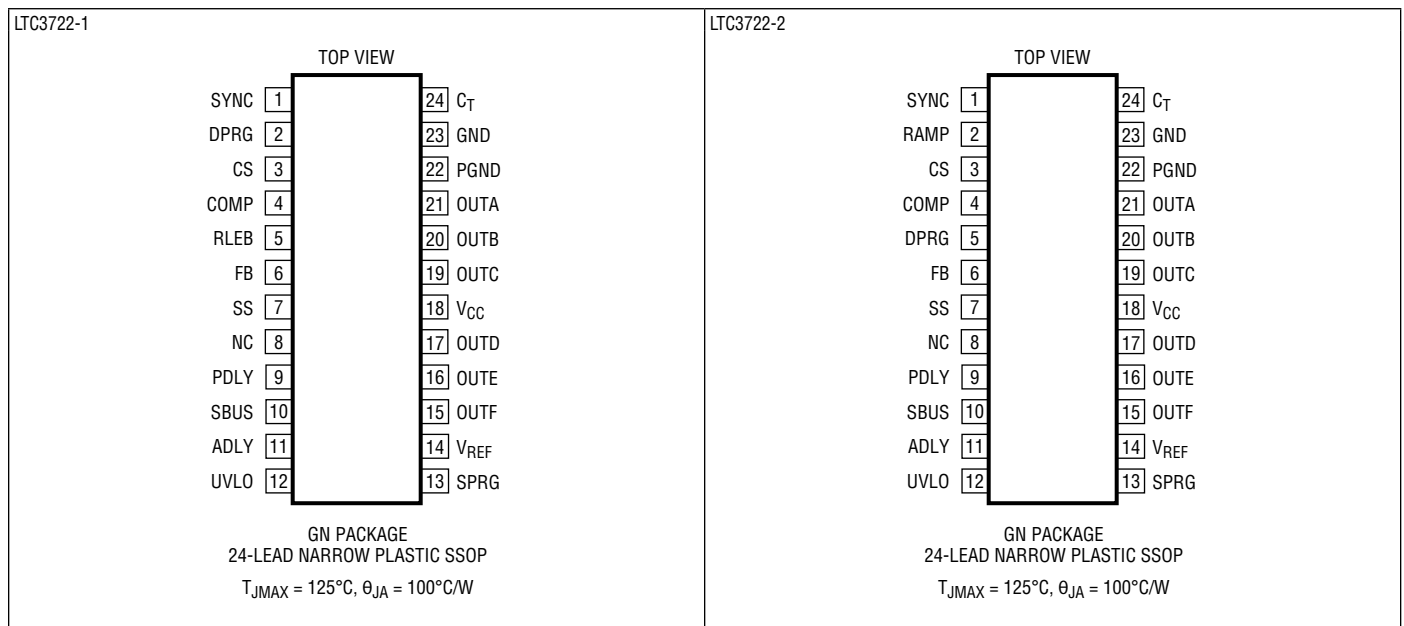 LTC3722-1
TOP VIEW
SYNC 1 24 CT
DPRG 2 23 GND
CS 3 22 PGND
COMP 4 21 OUTA
RLEB 5 20 OUTB
FB 6 19 OUTC
SS 7 18 VCC
NC 8 17 OUTD
PDLY 9 16 OUTE
SBUS 10 15 OUTF
ADLY 11 14 VREF
UVLO 12 13 SPRG
GN PACKAGE
24-LEAD NARROW PLASTIC SSOP
TJMAX = 125°C, θJA = 100°C/W
LTC3722-2
TOP VIEW
SYNC 1 24 CT
RAMP 2 23 GND
CS 3 22 PGND
COMP 4 21 OUTA
DPRG 5 20 OUTB
FB 6 19 OUTC
SS 7 18 VCC
NC 8 17 OUTD
PDLY 9 16 OUTE
SBUS 10 15 OUTF
ADLY 11 14 VREF
UVLO 12 13 SPRG
GN PACKAGE
24-LEAD NARROW PLASTIC SSOP
TJMAX = 125°C, θJA = 100°C/W